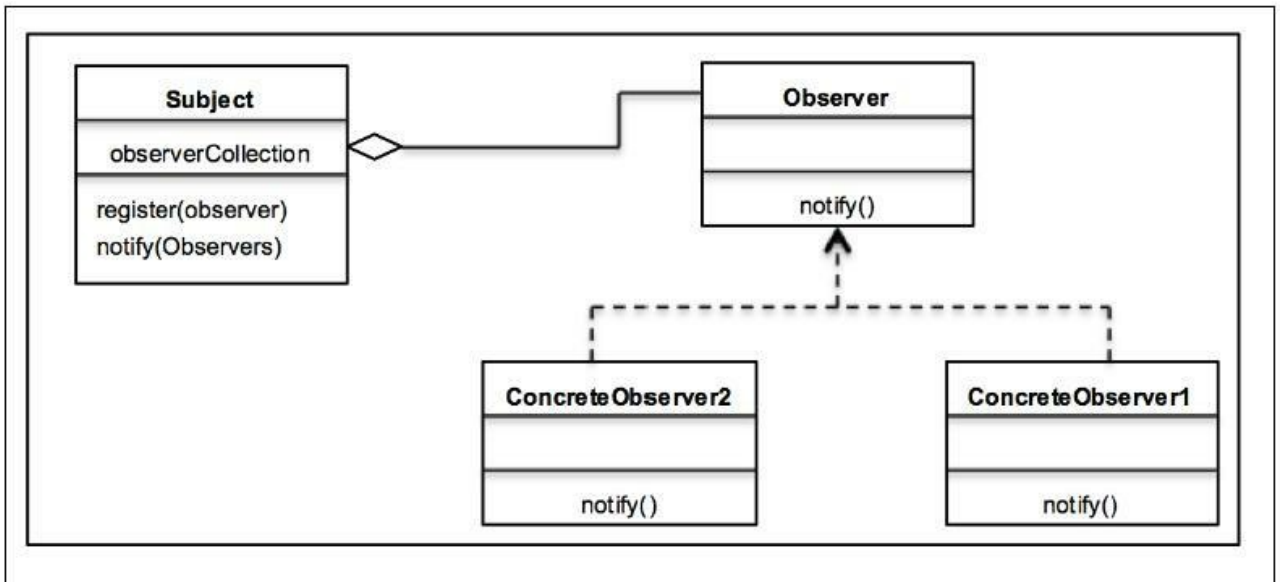 Subject
observerCollection
register(observer)
notify(Observers)
Observer
notify()
ConcreteObserver2
notify()
ConcreteObserver1
notify()